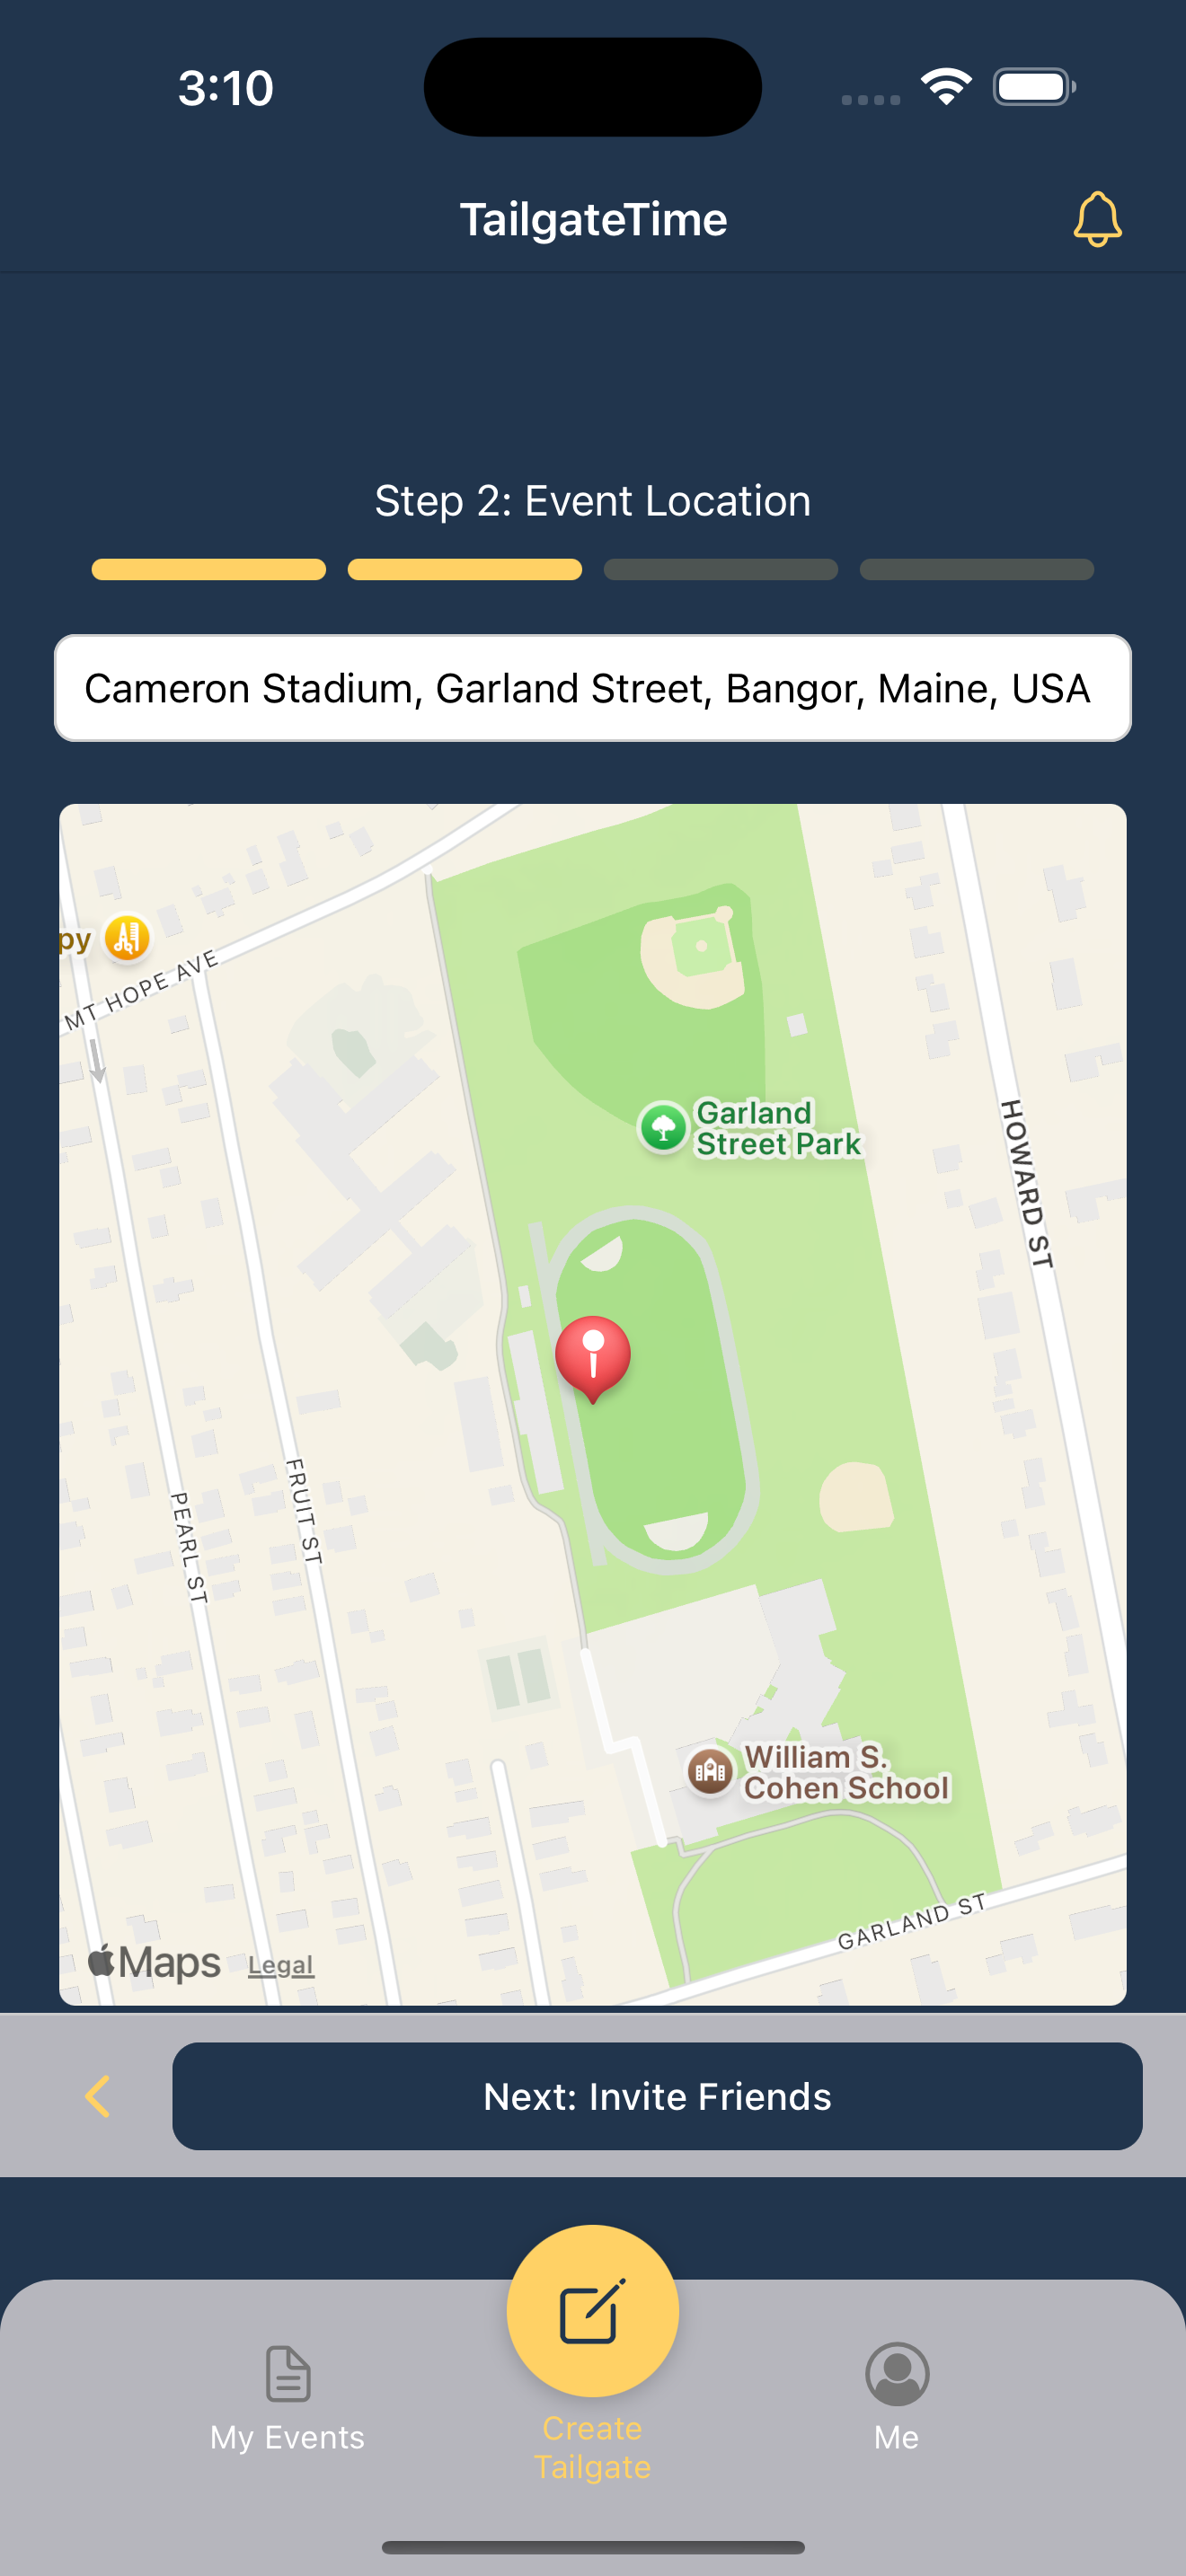 3:10
TailgateTime
Step 2: Event Location
Cameron Stadium, Garland Street, Bangor, Maine, USA
py
MT HOPE AVE
Garland
Street Park
HOWARD ST
PEARL ST
FRUIT ST
William S.
Cohen School
GARLAND ST
Maps Legal
Next: Invite Friends
My Events
Create
Tailgate
Me